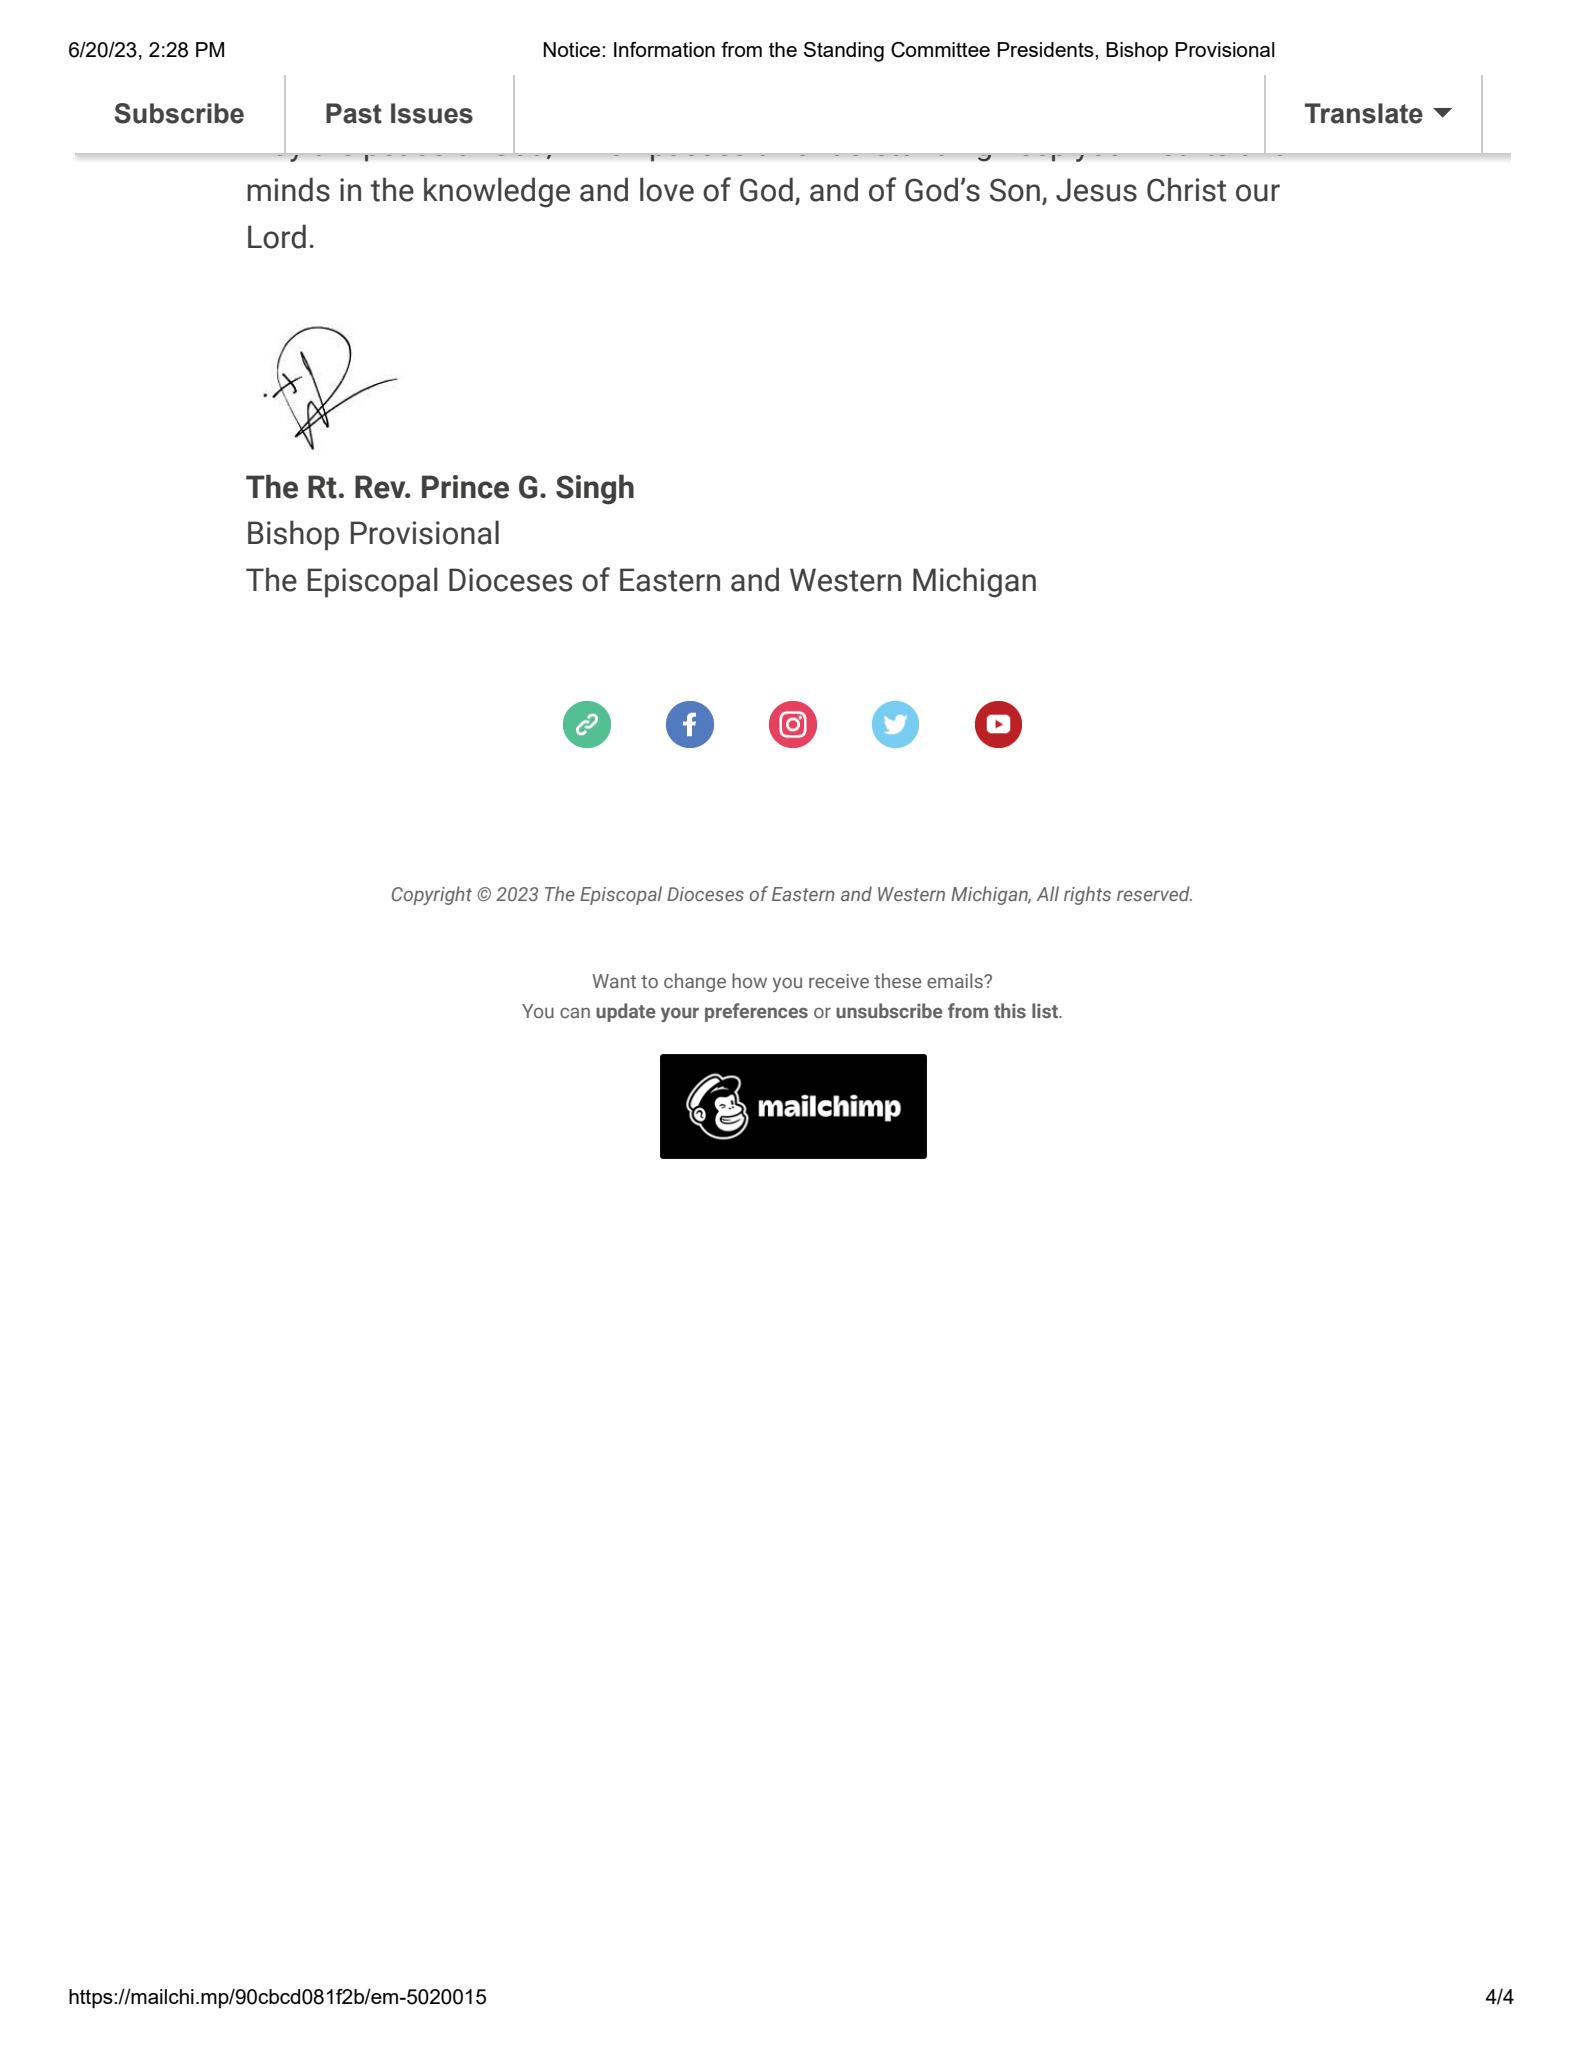 6/20/23, 2:28 PM Notice: Information from the Standing Committee Presidents, Bishop Provisional
Subscribe Past Issues Translate
minds in the knowledge and love of God, and of God’s Son, Jesus Christ our
Lord.
The Rt. Rev. Prince G. Singh
Bishop Provisional
The Episcopal Dioceses of Eastern and Western Michigan
Copyright © 2023 The Episcopal Dioceses of Eastern and Western Michigan, All rights reserved.
Want to change how you receive these emails?
You can update your preferences or unsubscribe from this list.
mailchimp
https://mailchi.mp/90cbcd081f2b/em-5020015 4/4